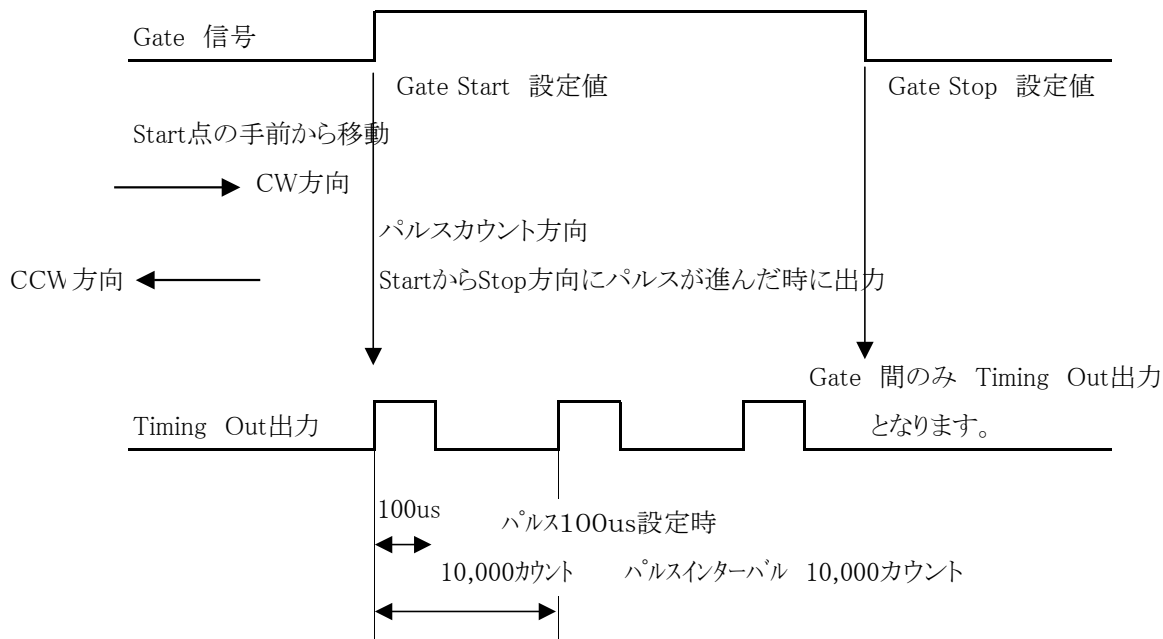 Gate 信号
Gate Start 設定値
Gate Stop 設定値
Start点の手前から移動
CW方向
パルスカウント方向
CCW方向
StartからStop方向にパルスが進んだ時に出力
Gate 間のみ Timing Out出力
となります。
Timing Out出力
100us
ﾊﾟﾙｽ100us設定時
10,000ｶｳﾝﾄ
ﾊﾟﾙｽｲﾝﾀｰﾊﾞﾙ 10,000カウント